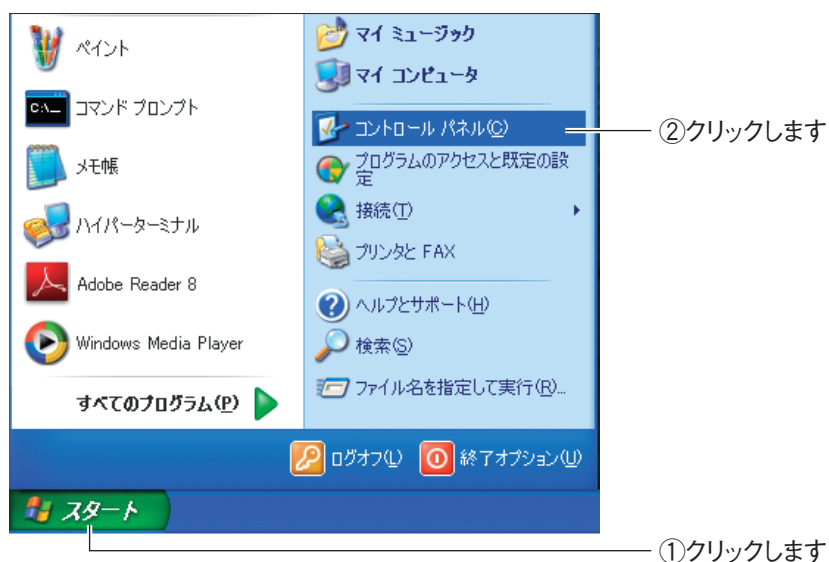 ペイント
コマンド プロンプト
メモ帳
ハイパーターミナル
Adobe Reader 8
Windows Media Player
すべてのプログラム(P)
マイ ミュージック
マイ コンピュータ
コントロール パネル(C)
プログラムのアクセスと既定の設
定
接続(T)
プリンタと FAX
ヘルプとサポート(H)
検索(S)
ファイル名を指定して実行(R)...
ログオフ(L)
終了オプション(U)
スタート
②クリックします
①クリックします
C:\_